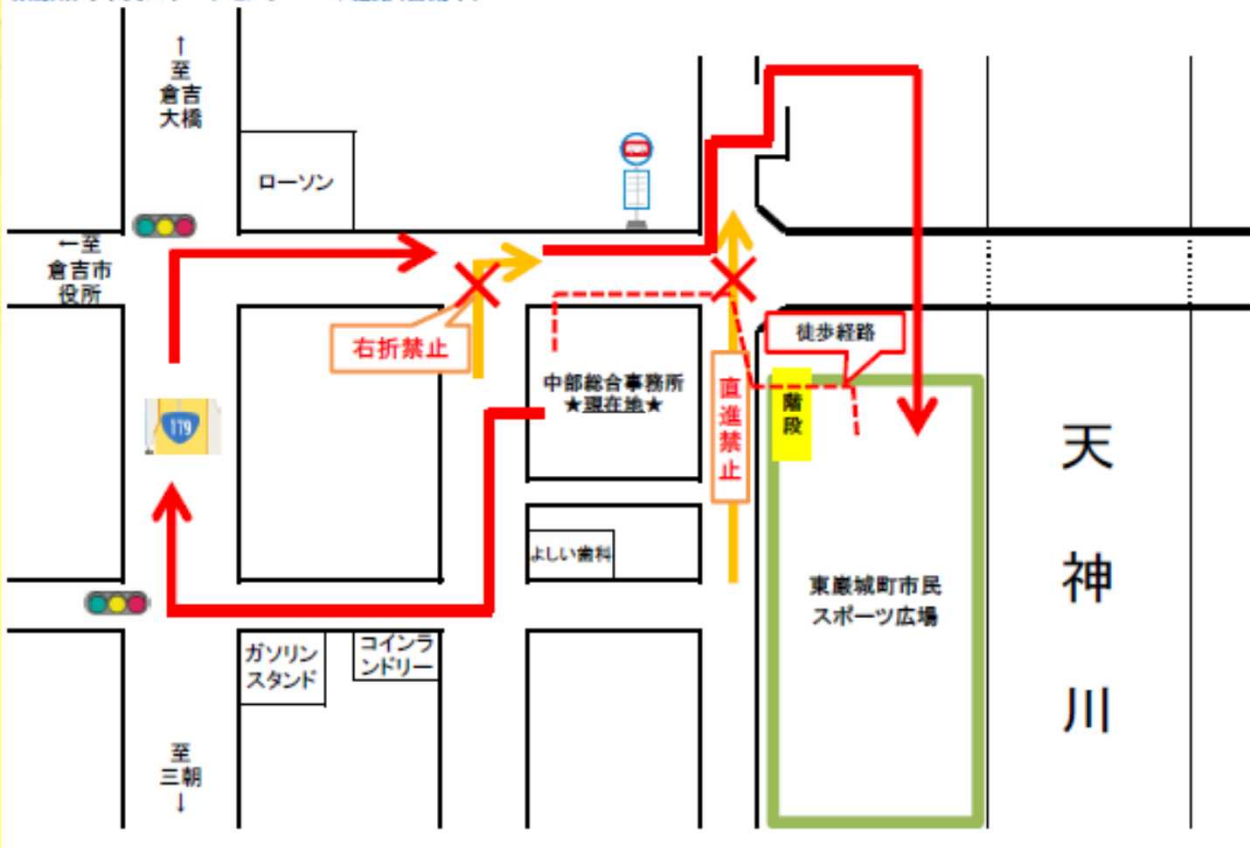 ↑
至
倉吉
大橋
ローソン
←至
倉吉市
役所
右折禁止
徒歩経路
中部総合事務所
★現在地★
直進禁止
階段
179
天神川
よしい歯科
東巌城町市民
スポーツ広場
ガソリン
スタンド
コインラ
ンドリー
至
三朝
↓